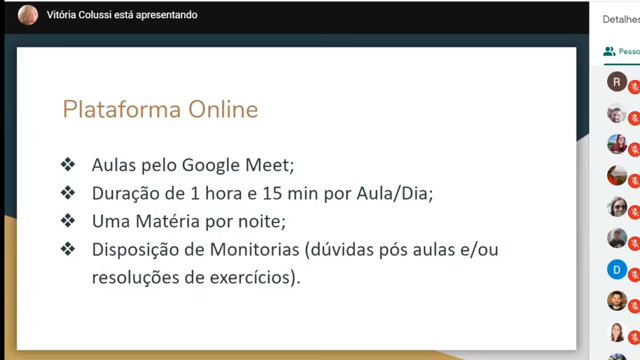 Vitória Colussi está apresentando
Detalhes
Pesso
Plataforma Online
❖ Aulas pelo Google Meet;
❖ Duração de 1 hora e 15 min por Aula/Dia;
❖ Uma Matéria por noite;
❖ Disposição de Monitorias (dúvidas pós aulas e/ou
resoluções de exercícios).
R
D